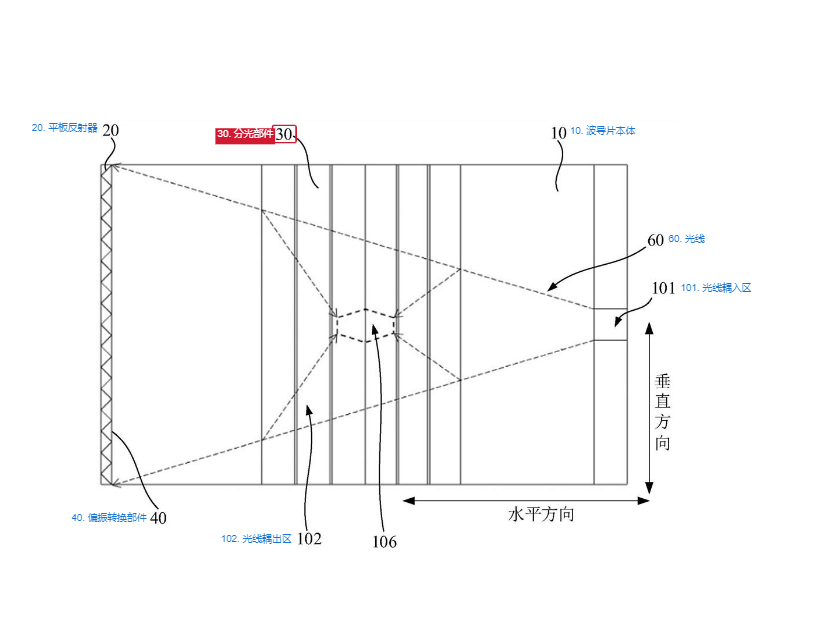 20. 平板反射器 20
30. 分光部件 30
10 10. 波导片本体
60 60. 光线
101 101. 光线耦入区
垂直方向
水平方向
40. 偏振转换部件 40
102. 光线耦出区 102
106